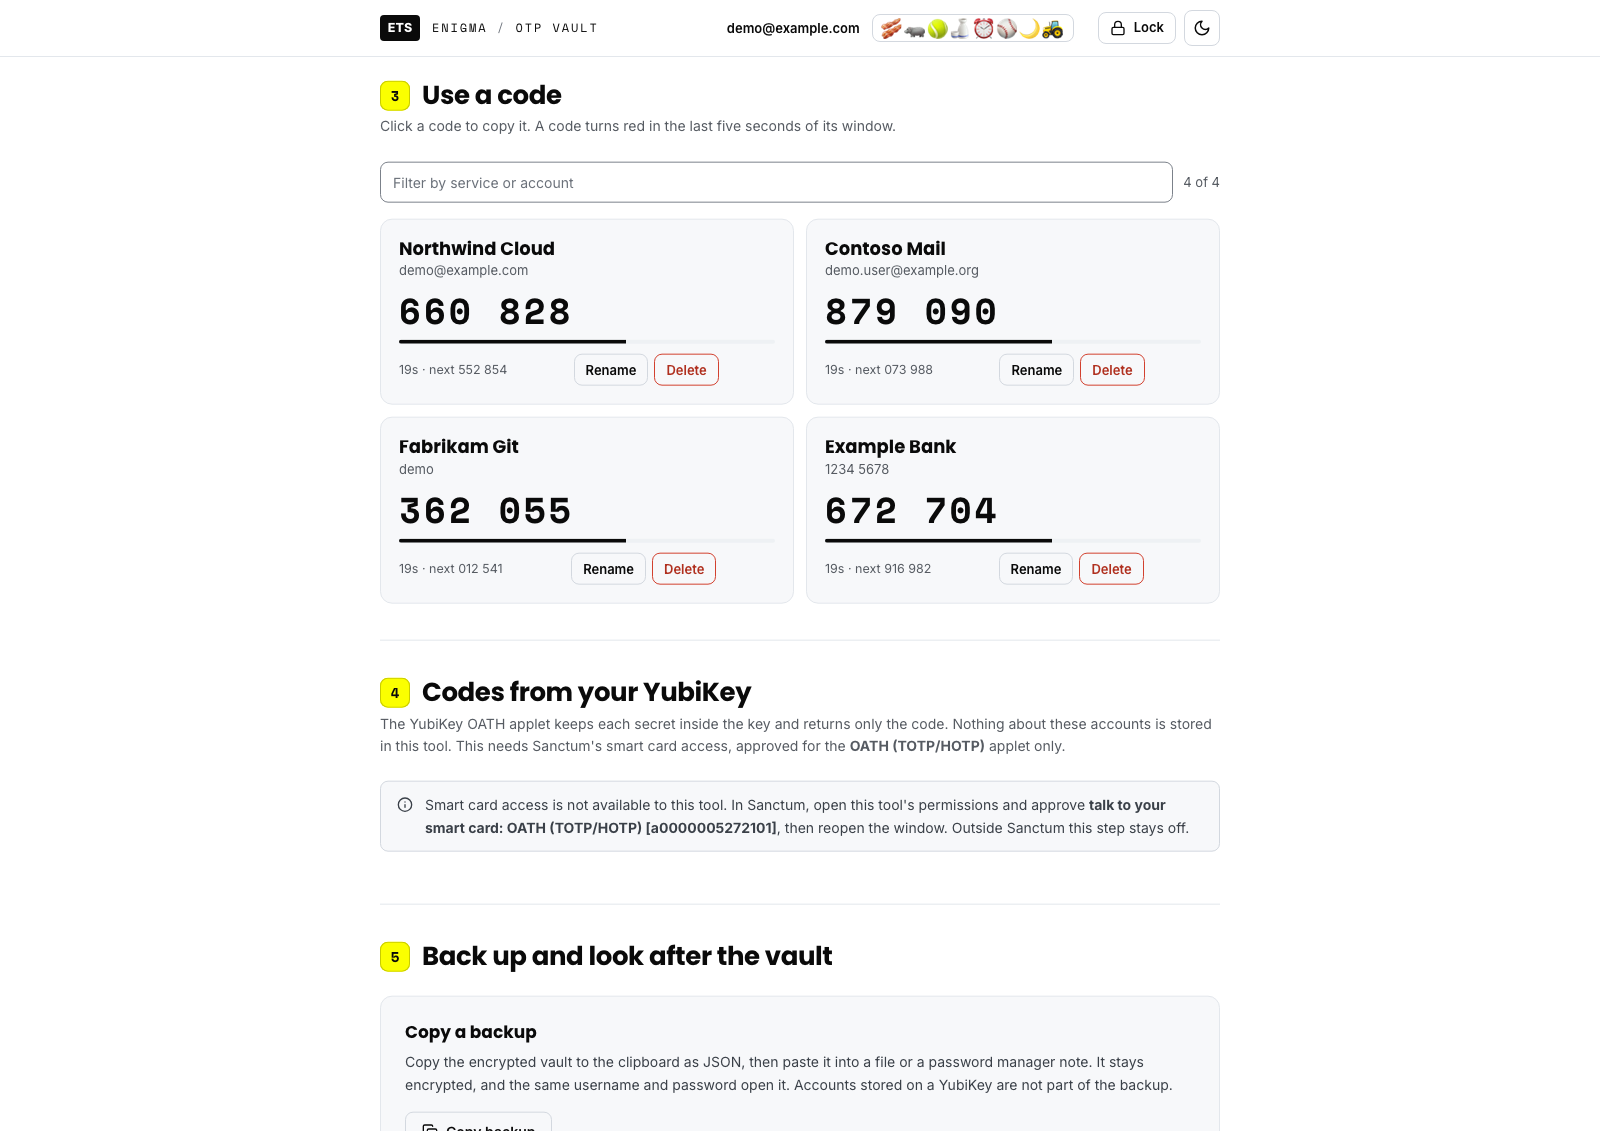 ETS ENIGMA / OTP VAULT demo@example.com Lock
3 Use a code
Click a code to copy it. A code turns red in the last five seconds of its window.
Filter by service or account 4 of 4
Northwind Cloud
demo@example.com
660 828
19s · next 552 854 Rename Delete
Contoso Mail
demo.user@example.org
879 090
19s · next 073 988 Rename Delete
Fabrikam Git
demo
362 055
19s · next 012 541 Rename Delete
Example Bank
1234 5678
672 704
19s · next 916 982 Rename Delete
4 Codes from your YubiKey
The YubiKey OATH applet keeps each secret inside the key and returns only the code. Nothing about these accounts is stored
in this tool. This needs Sanctum's smart card access, approved for the OATH (TOTP/HOTP) applet only.
Smart card access is not available to this tool. In Sanctum, open this tool's permissions and approve talk to your
smart card: OATH (TOTP/HOTP) [a0000005272101], then reopen the window. Outside Sanctum this step stays off.
5 Back up and look after the vault
Copy a backup
Copy the encrypted vault to the clipboard as JSON, then paste it into a file or a password manager note. It stays
encrypted, and the same username and password open it. Accounts stored on a YubiKey are not part of the backup.
Copy backup